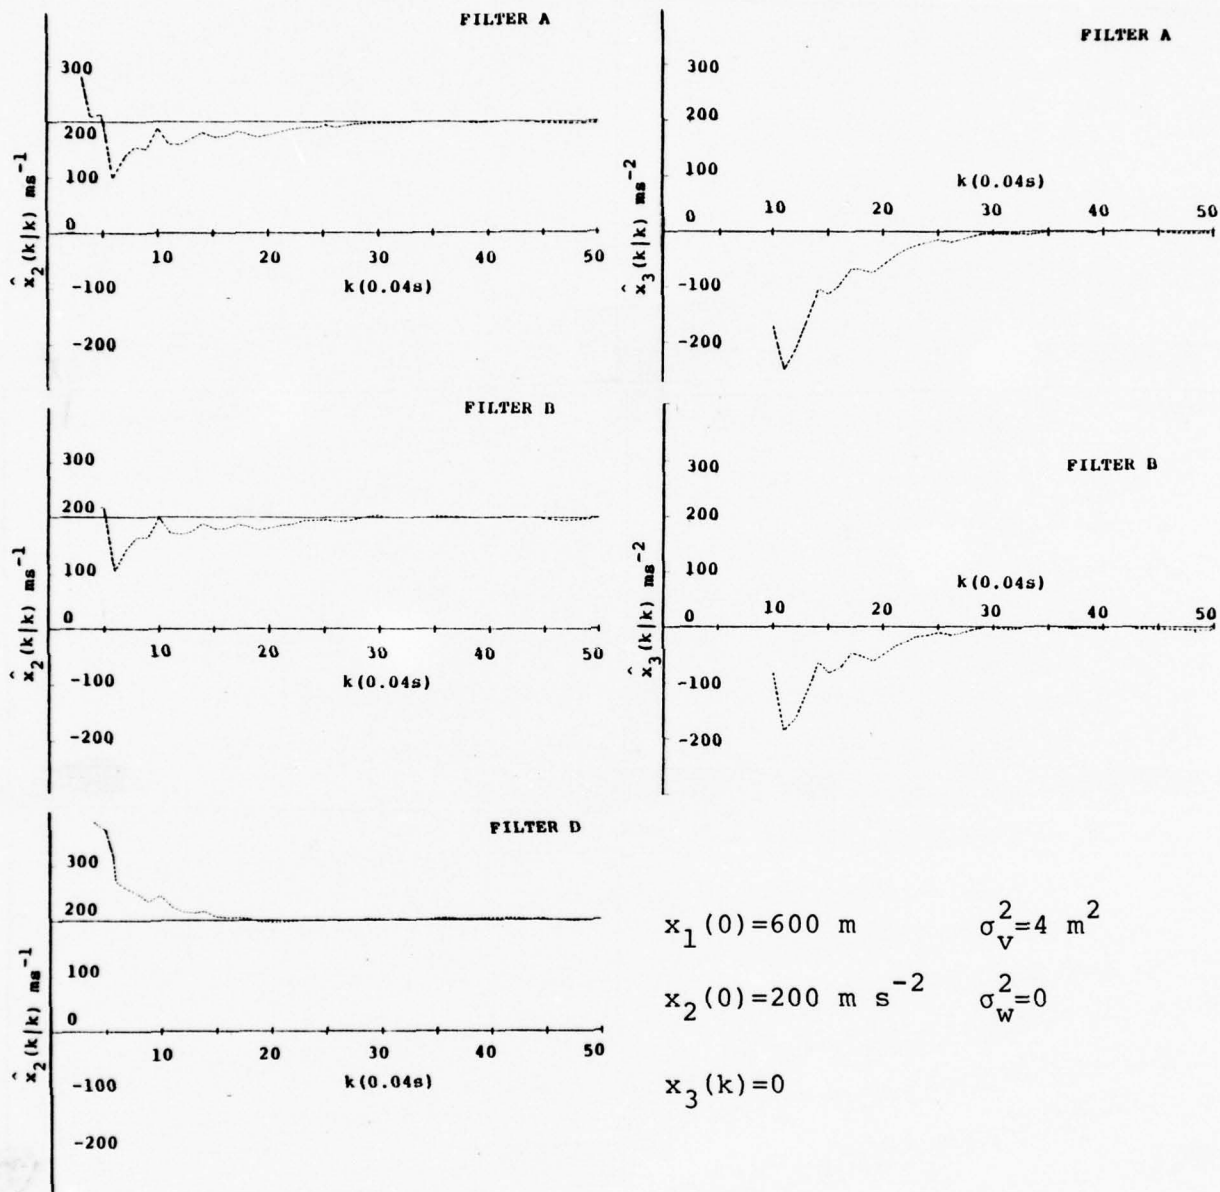 FILTER A
300
200
100
0
-100
-200
10 20 30 40 50
k(0.04s)
x̂₂(k|k) ms⁻¹
FILTER A
300
200
100
0
-100
-200
k(0.04s)
10 20 30 40 50
x̂₃(k|k) ms⁻²
FILTER B
300
200
100
0
-100
-200
10 20 30 40 50
k(0.04s)
x̂₂(k|k) ms⁻¹
FILTER B
300
200
100
0
-100
-200
k(0.04s)
10 20 30 40 50
x̂₃(k|k) ms⁻²
FILTER D
300
200
100
0
-100
-200
10 20 30 40 50
k(0.04s)
x̂₂(k|k) ms⁻¹
x₁(0)=600 m σᵥ²=4 m²
x₂(0)=200 m s⁻² σ_w²=0
x₃(k)=0